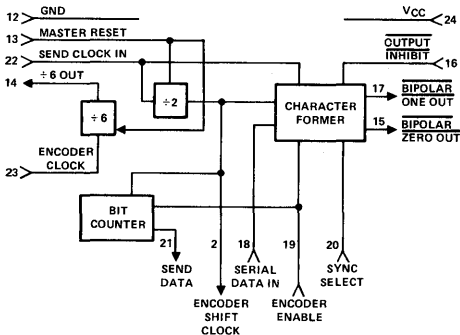 12 GND
VCC 24
13 MASTER RESET
22 SEND CLOCK IN
OUTPUT
INHIBIT 16
14 ÷6 OUT
÷2
÷6
CHARACTER
FORMER
17 BIPOLAR
ONE OUT
15 BIPOLAR
ZERO OUT
ENCODER
CLOCK
23
BIT
COUNTER
21 2 18 19 20
SEND
DATA
SERIAL
DATA IN
SYNC
SELECT
ENCODER
SHIFT
CLOCK
ENCODER
ENABLE